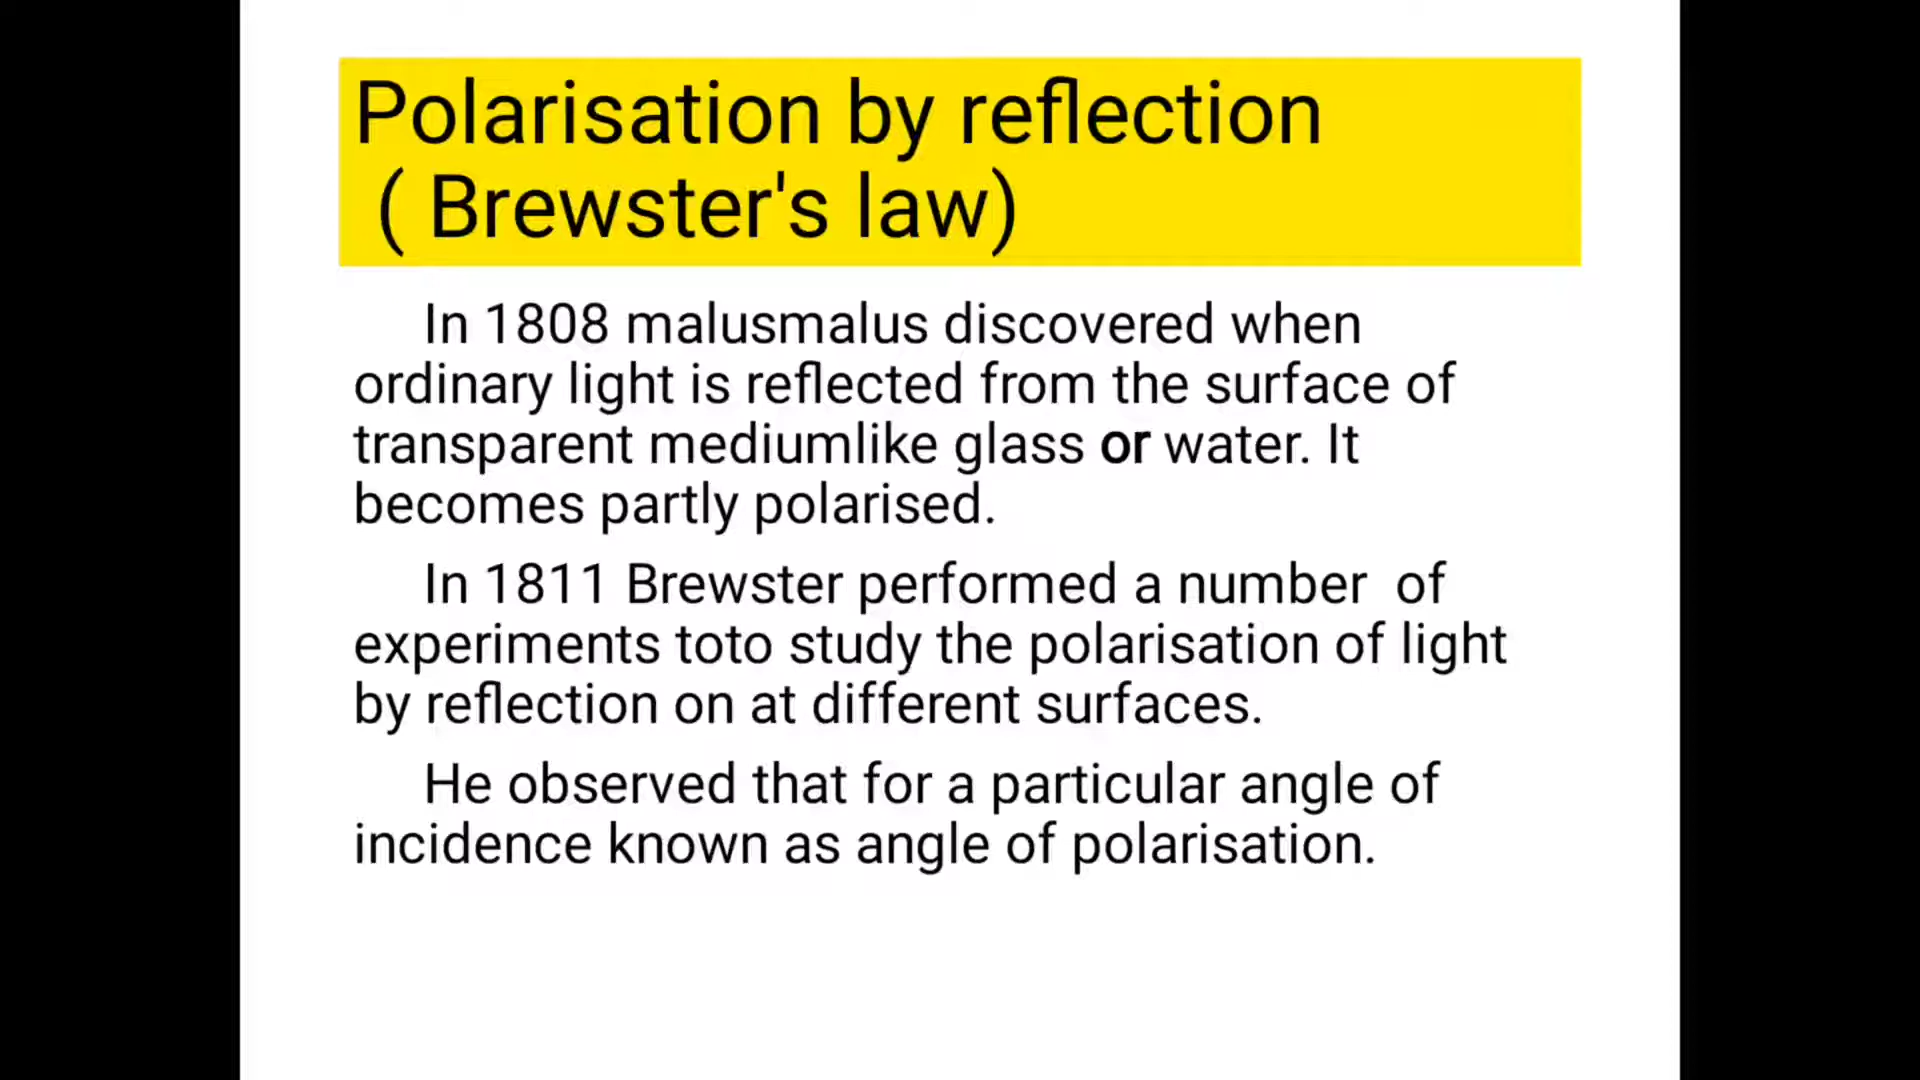 Polarisation by reflection
( Brewster's law)
In 1808 malusmalus discovered when
ordinary light is reflected from the surface of
transparent mediumlike glass or water. It
becomes partly polarised.
In 1811 Brewster performed a number  of
experiments toto study the polarisation of light
by reflection on at different surfaces.
He observed that for a particular angle of
incidence known as angle of polarisation.